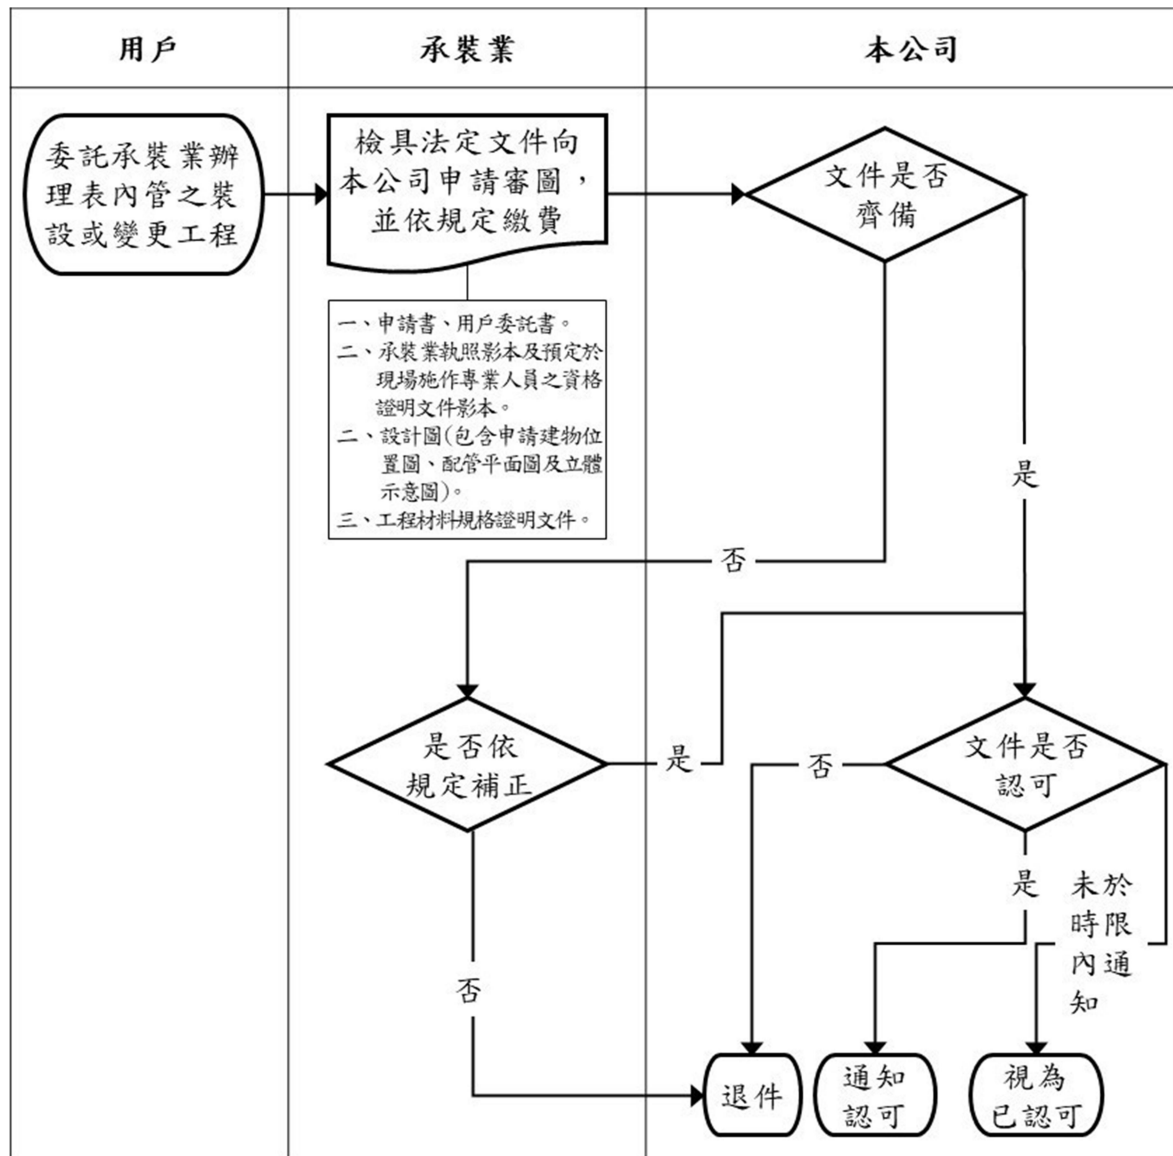 用戶
承裝業
本公司
委託承裝業辦
理表內管之裝
設或變更工程
檢具法定文件向
本公司申請審圖，
並依規定繳費
文件是否
齊備
一、申請書、用戶委託書。
二、承裝業執照影本及預定於
現場施作專業人員之資格
證明文件影本。
二、設計圖(包含申請建物位
置圖、配管平面圖及立體
示意圖)。
三、工程材料規格證明文件。
是
否
是否依
規定補正
是
否
文件是否
認可
是
未於
時限
內通
知
否
退件
通知
認可
視為
已認可